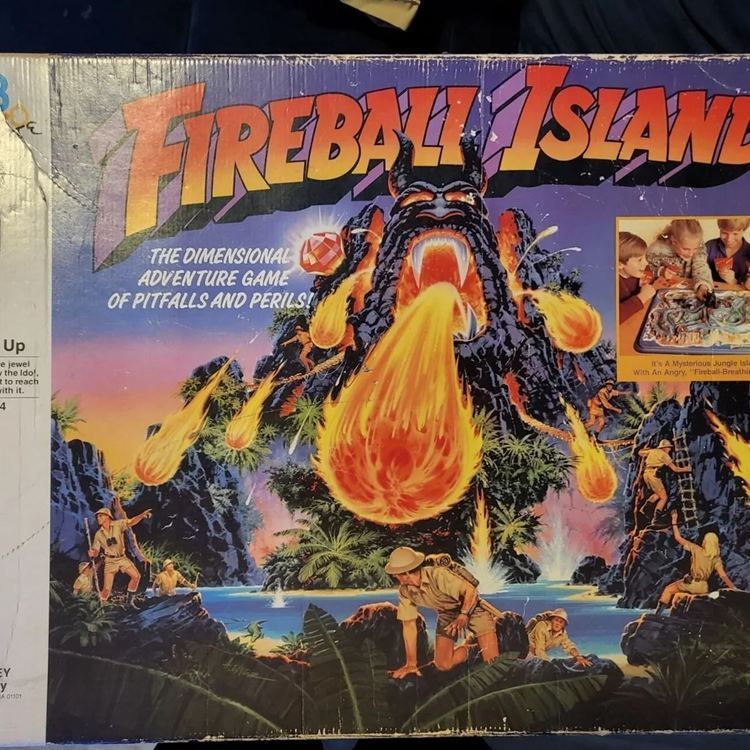 FIREBALL ISLAND
THE DIMENSIONAL
ADVENTURE GAME
OF PITFALLS AND PERILS!
It's A Mysterious Jungle Isl
With An Angry, "Fireball-Breathi
Up
e jewel
y the Idol,
t to reach
with it.
4
EY
y
A 01101